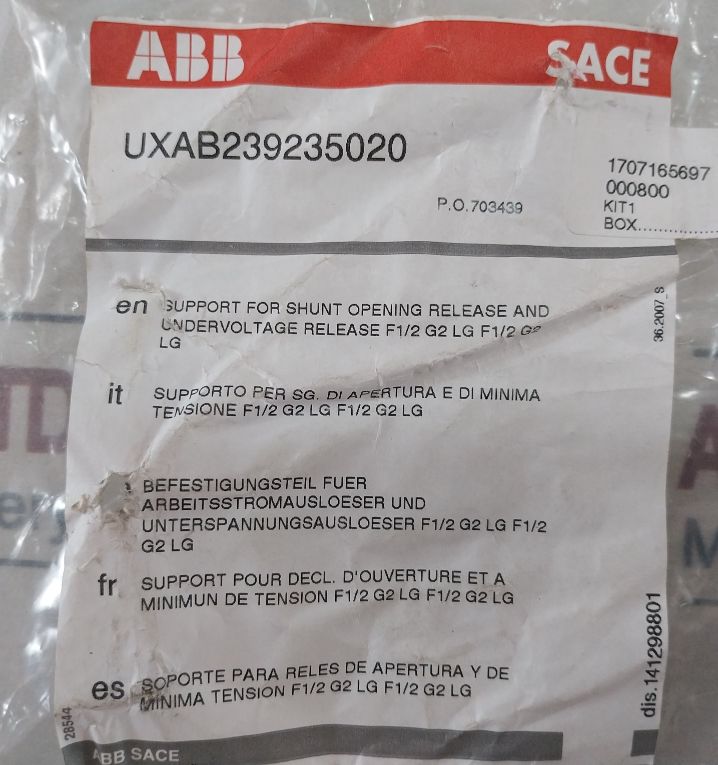 ABB SACE
UXAB239235020
1707165697
000800
KIT1
BOX..............
P.O.703439
36.2007_S
en SUPPORT FOR SHUNT OPENING RELEASE AND
UNDERVOLTAGE RELEASE F1/2 G2 LG F1/2 G2
LG
it SUPPORTO PER SG. DI APERTURA E DI MINIMA
TENSIONE F1/2 G2 LG F1/2 G2 LG
BEFESTIGUNGSTEIL FUER
ARBEITSSTROMAUSLOESER UND
UNTERSPANNUNGSAUSLOESER F1/2 G2 LG F1/2
G2 LG
fr SUPPORT POUR DECL. D'OUVERTURE ET A
MINIMUN DE TENSION F1/2 G2 LG F1/2 G2 LG
es SOPORTE PARA RELES DE APERTURA Y DE
MINIMA TENSION F1/2 G2 LG F1/2 G2 LG
dis.141298801
28544
ABB SACE